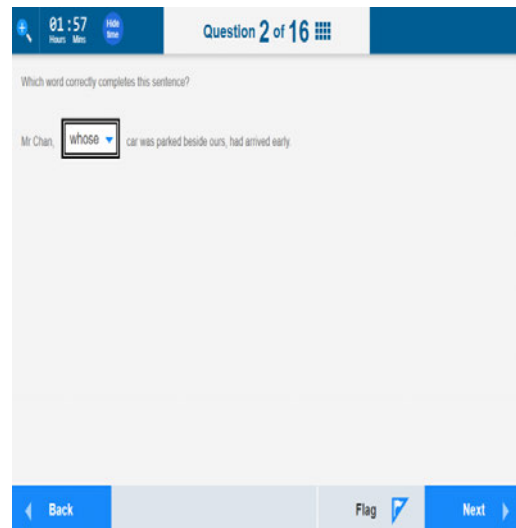 01:57
Hours Mins
Hide time
Question 2 of 16
Which word correctly completes this sentence?
Mr Chan, whose car was parked beside ours, had arrived early.
Back
Flag
Next